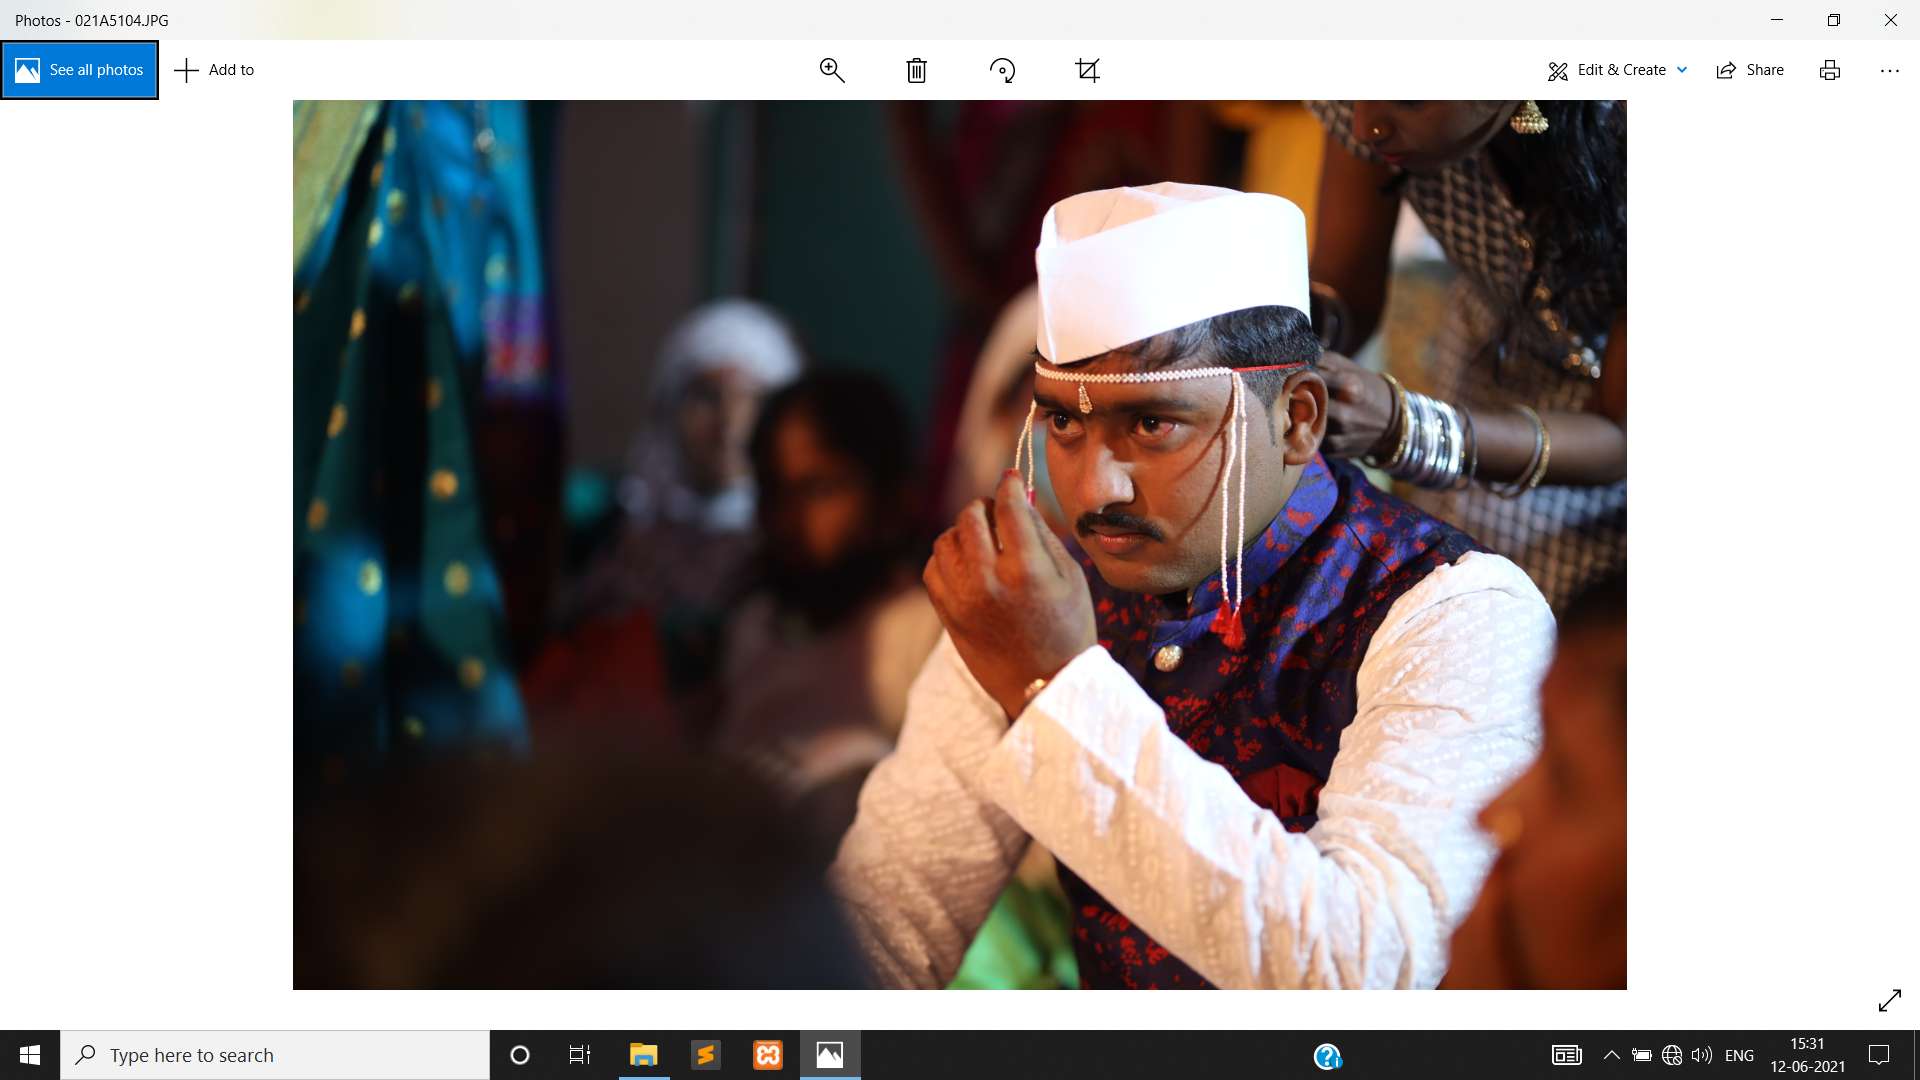 Photos - 021A5104.JPG
See all photos
Add to
Edit & Create
Share
Type here to search
ENG
15:31
12-06-2021